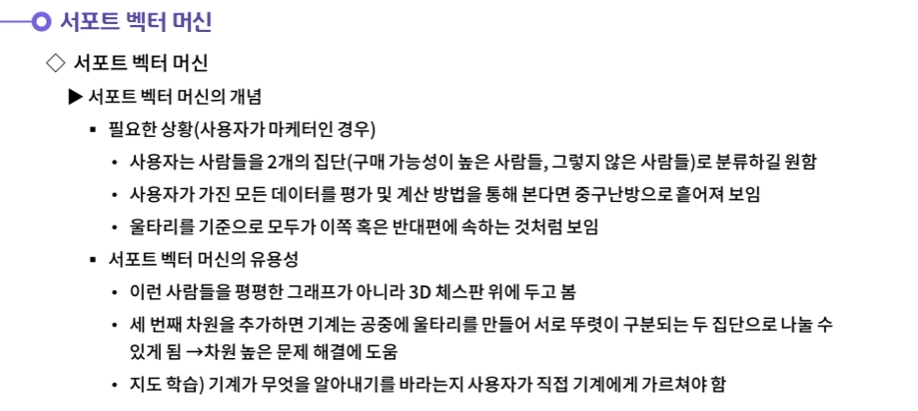 서포트 벡터 머신
◇ 서포트 벡터 머신
▶ 서포트 벡터 머신의 개념
▪ 필요한 상황(사용자가 마케터인 경우)
• 사용자는 사람들을 2개의 집단(구매 가능성이 높은 사람들, 그렇지 않은 사람들)로 분류하길 원함
• 사용자가 가진 모든 데이터를 평가 및 계산 방법을 통해 본다면 중구난방으로 흩어져 보임
• 울타리를 기준으로 모두가 이쪽 혹은 반대편에 속하는 것처럼 보임
▪ 서포트 벡터 머신의 유용성
• 이런 사람들을 평평한 그래프가 아니라 3D 체스판 위에 두고 봄
• 세 번째 차원을 추가하면 기계는 공중에 울타리를 만들어 서로 뚜렷이 구분되는 두 집단으로 나눌 수
있게 됨 →차원 높은 문제 해결에 도움
• 지도 학습) 기계가 무엇을 알아내기를 바라는지 사용자가 직접 기계에게 가르쳐야 함